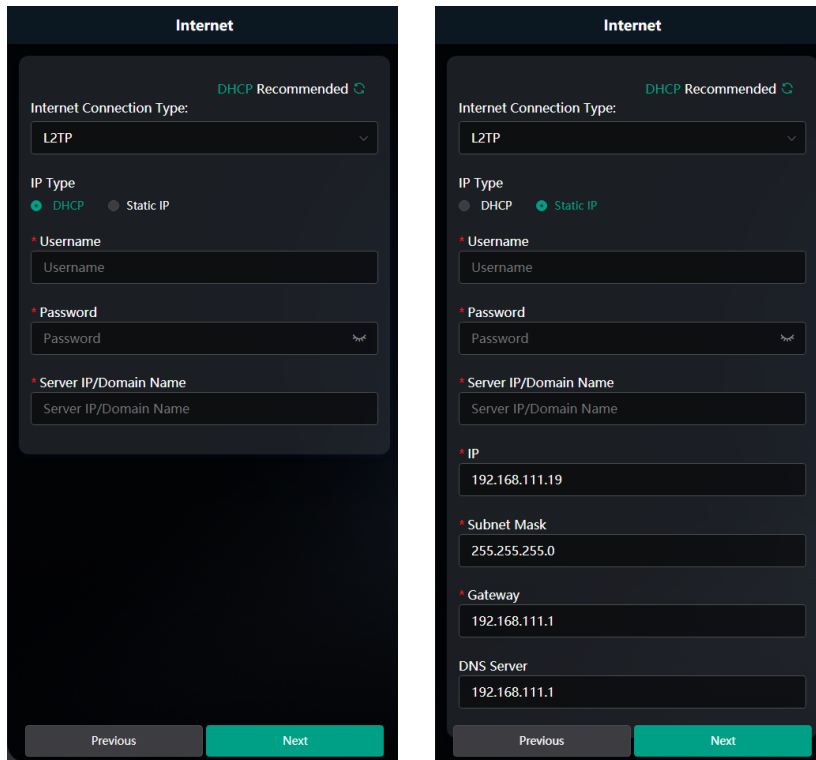 Internet
DHCP Recommended
Internet Connection Type:
L2TP
IP Type
DHCP Static IP
* Username
Username
* Password
Password
* Server IP/Domain Name
Server IP/Domain Name
Previous Next
Internet
DHCP Recommended
Internet Connection Type:
L2TP
IP Type
DHCP Static IP
* Username
Username
* Password
Password
* Server IP/Domain Name
Server IP/Domain Name
* IP
192.168.111.19
* Subnet Mask
255.255.255.0
* Gateway
192.168.111.1
DNS Server
192.168.111.1
Previous Next